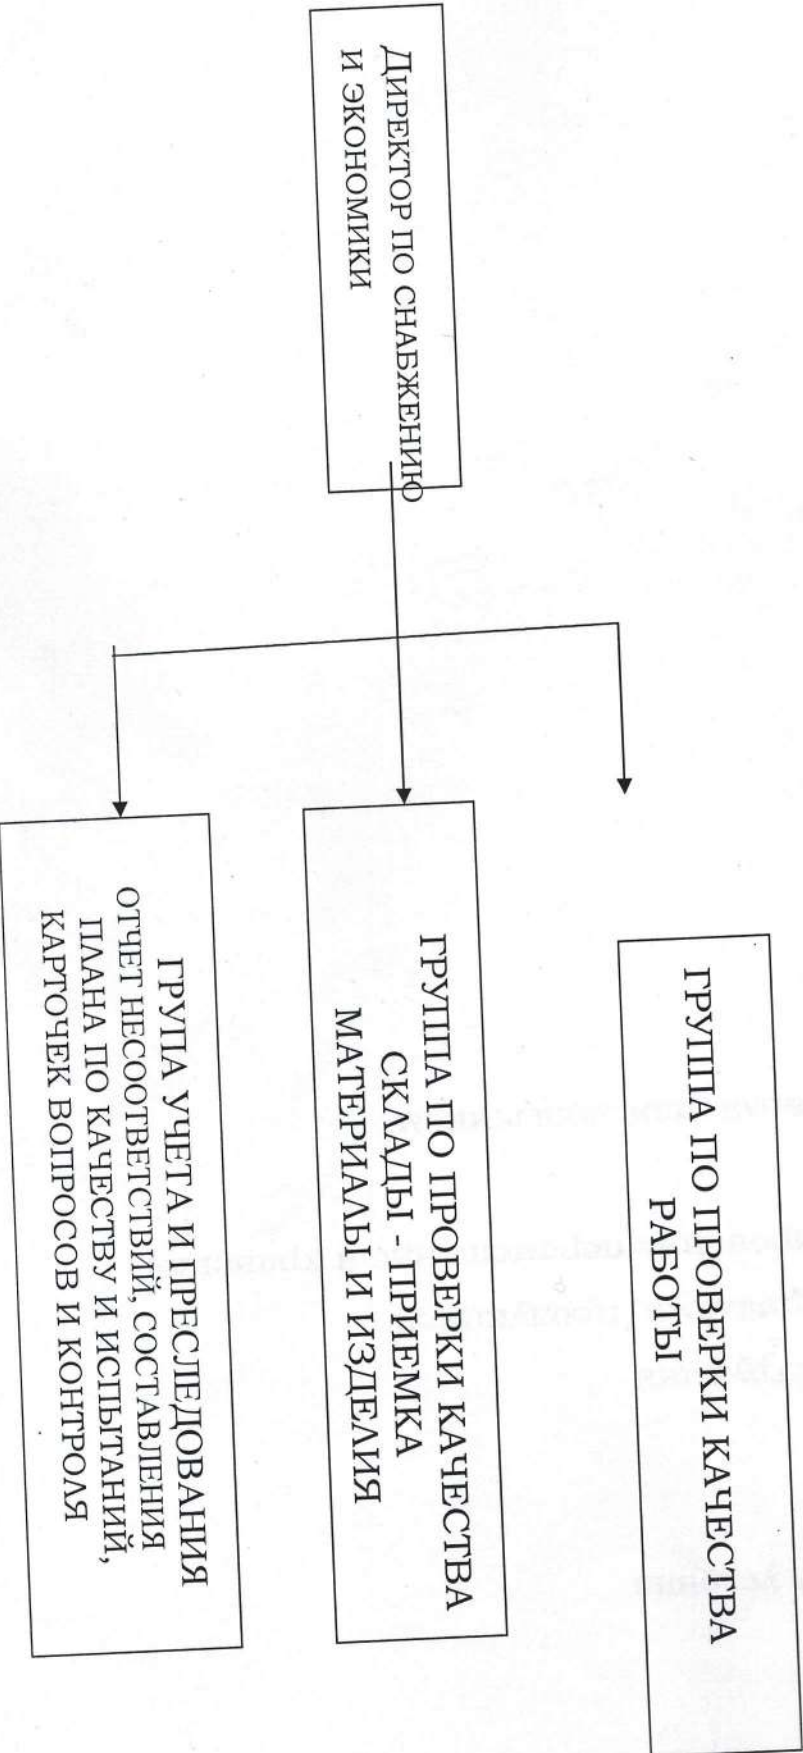 Директор по снабжению
и экономики
ГРУППА ПО ПРОВЕРКИ КАЧЕСТВА
РАБОТЫ
ГРУППА ПО ПРОВЕРКИ КАЧЕСТВА
СКЛАДЫ - ПРИЕМКА
МАТЕРИАЛЫ И ИЗДЕЛИЯ
ГРУПА УЧЕТА И ПРЕСЛЕДОВАНИЯ
ОТЧЕТ НЕСООТВЕТСТВИЙ, СОСТАВЛЕНИЯ
ПЛАНА ПО КАЧЕСТВУ И ИСПЫТАНИЙ,
КАРТОЧЕК ВОПРОСОВ И КОНТРОЛЯ